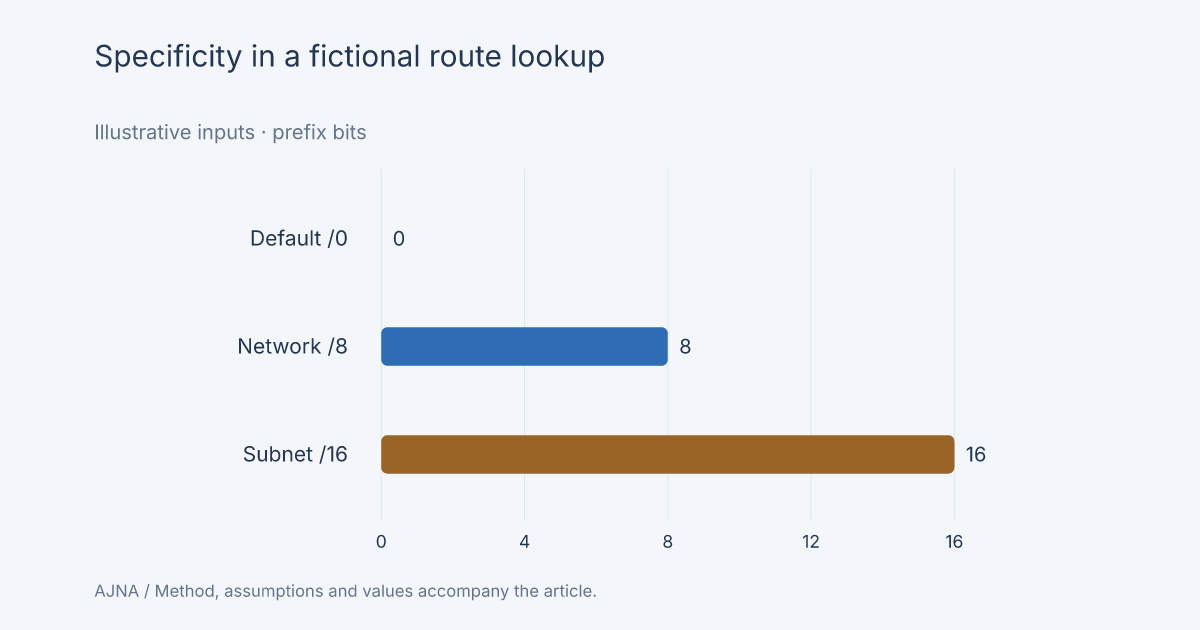 Specificity in a fictional route lookup
Illustrative inputs · prefix bits
Default /0
0
Network /8
8
Subnet /16
16
0 4 8 12 16
AJNA / Method, assumptions and values accompany the article.